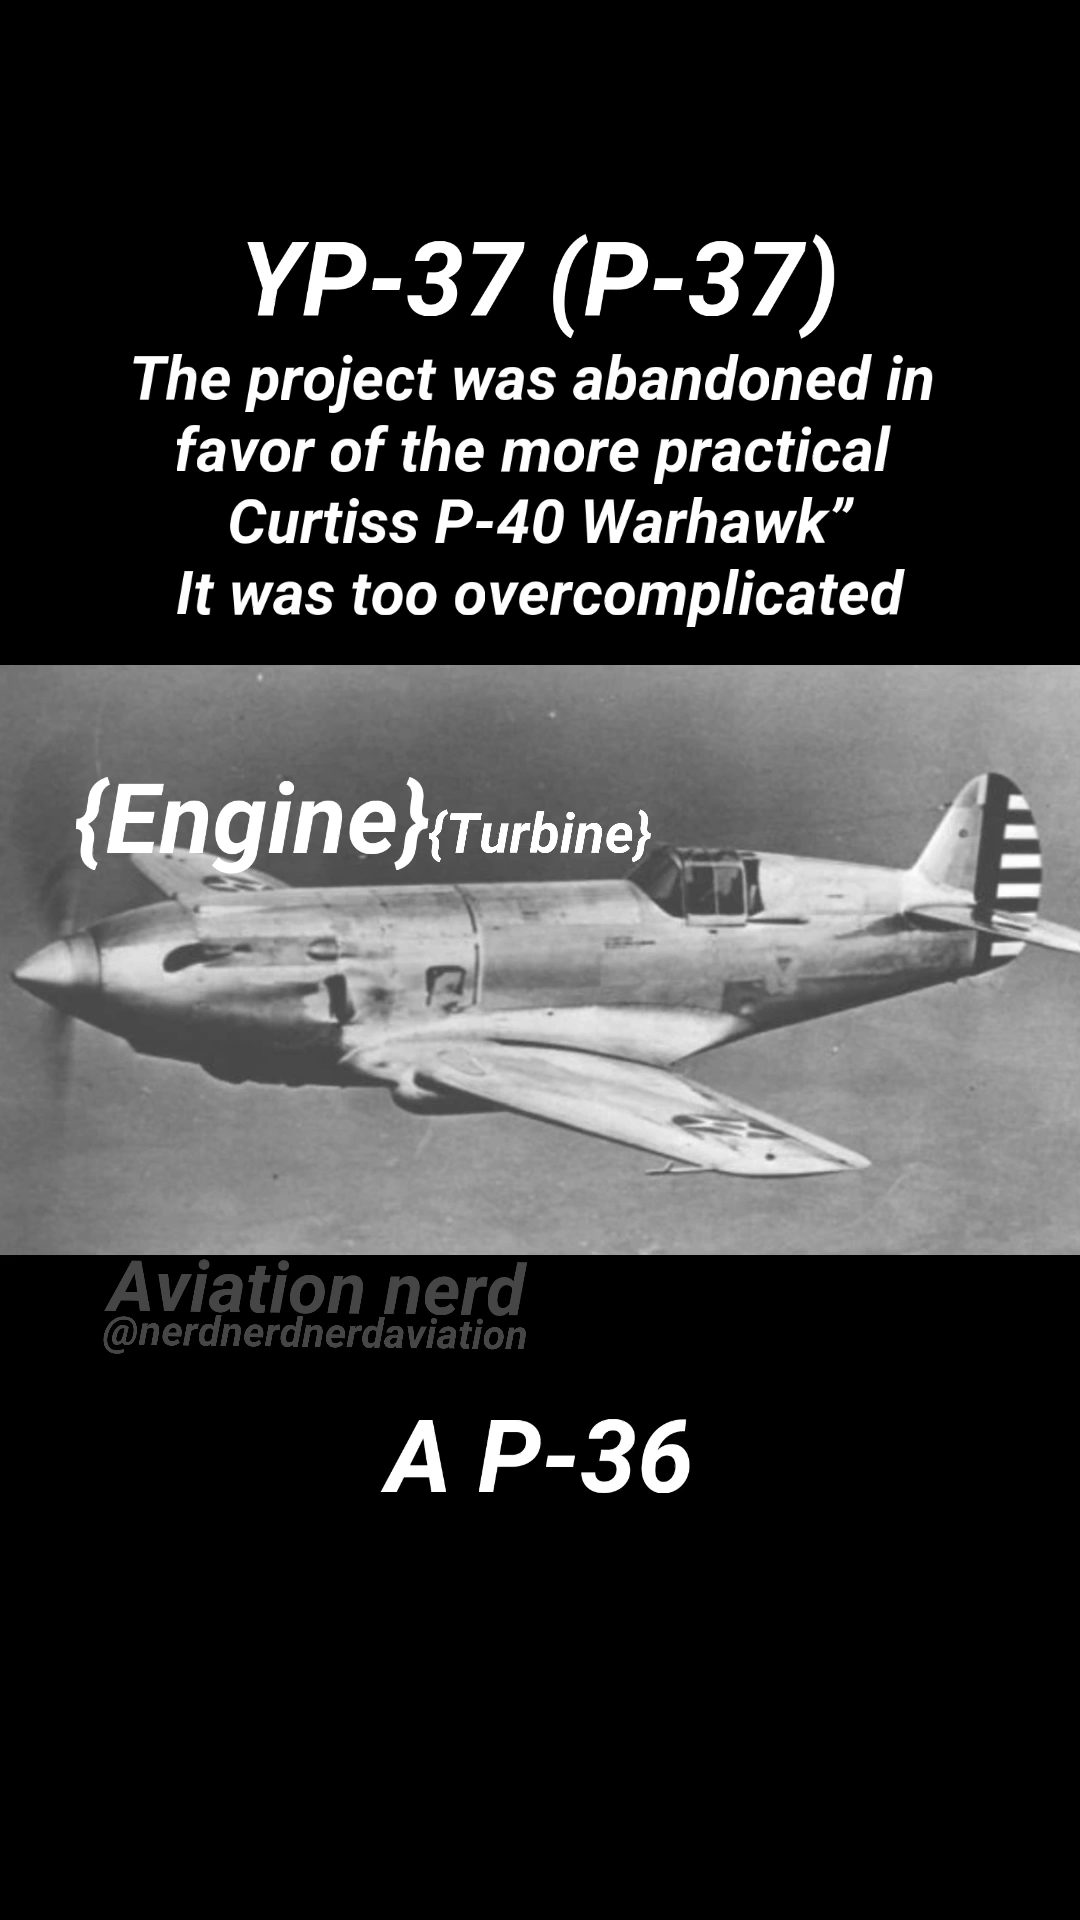 YP-37 (P-37)
The project was abandoned in
favor of the more practical
Curtiss P-40 Warhawk”
It was too overcomplicated
{Engine}{Turbine}
Aviation nerd
@nerdnerdnerdaviation
A P-36